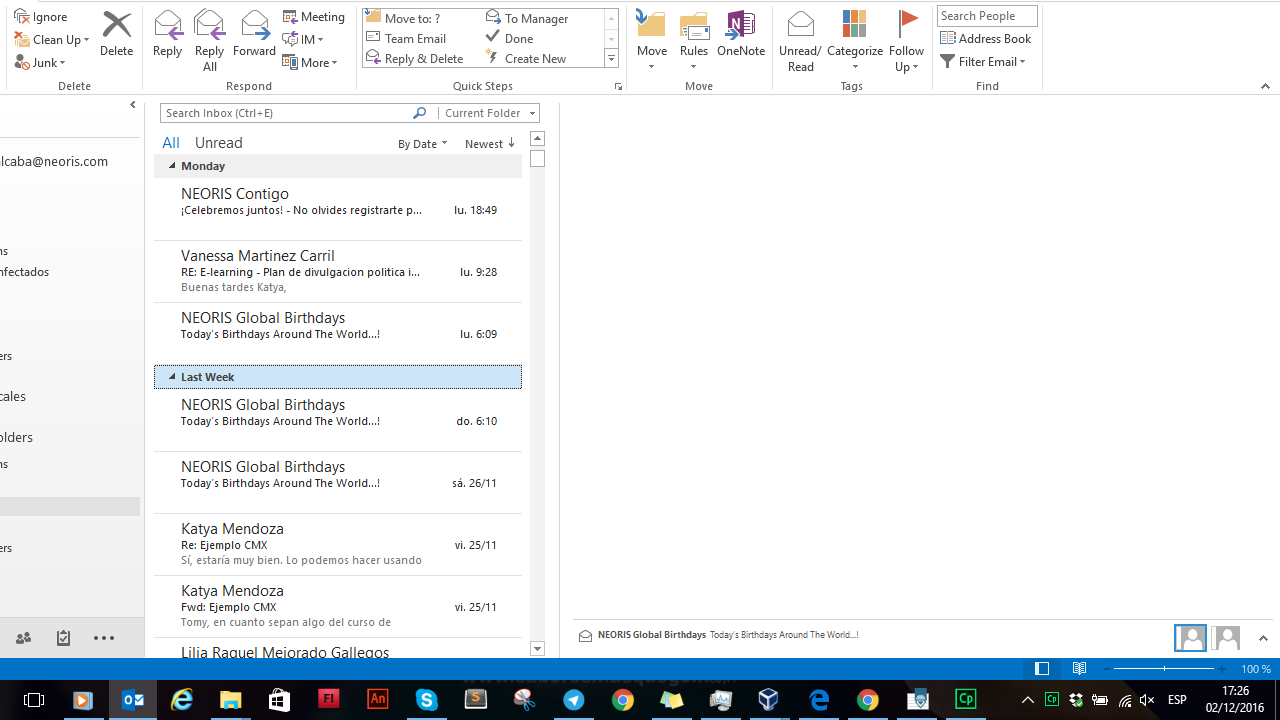 Ignore
Clean Up
Junk
Delete
Delete
Reply
Reply All
Forward
Meeting
IM
More
Respond
Move to: ?
Team Email
Reply & Delete
To Manager
Done
Create New
Quick Steps
Move
Rules
OneNote
Move
Unread/ Read
Categorize
Follow Up
Tags
Search People
Address Book
Filter Email
Find
alcaba@neoris.com
ns
nfectados
ers
cales
olders
ns
ers
Search Inbox (Ctrl+E)
Current Folder
All Unread By Date Newest
Monday
NEORIS Contigo
¡Celebremos juntos! - No olvides registrarte p... lu. 18:49
Vanessa Martinez Carril
RE: E-learning - Plan de divulgacion politica i... lu. 9:28
Buenas tardes Katya,
NEORIS Global Birthdays
Today's Birthdays Around The World...! lu. 6:09
Last Week
NEORIS Global Birthdays
Today's Birthdays Around The World...! do. 6:10
NEORIS Global Birthdays
Today's Birthdays Around The World...! sá. 26/11
Katya Mendoza
Re: Ejemplo CMX vi. 25/11
Sí, estaría muy bien. Lo podemos hacer usando
Katya Mendoza
Fwd: Ejemplo CMX vi. 25/11
Tomy, en cuanto sepan algo del curso de
Lilia Raquel Mejorado Gallegos
NEORIS Global Birthdays Today's Birthdays Around The World...!
100 %
Fl
An
S
Cp
Cp
ESP
17:26
02/12/2016